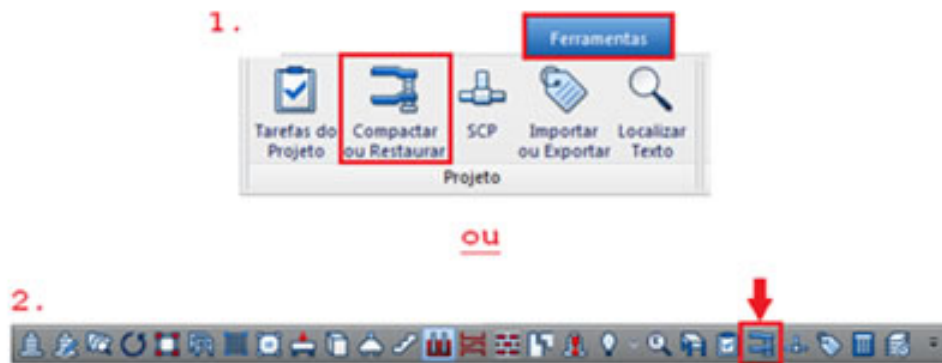 1.
Ferramentas
Tarefas do Projeto
Compactar ou Restaurar
SCP
Importar ou Exportar
Localizar Texto
Projeto
ou
2.